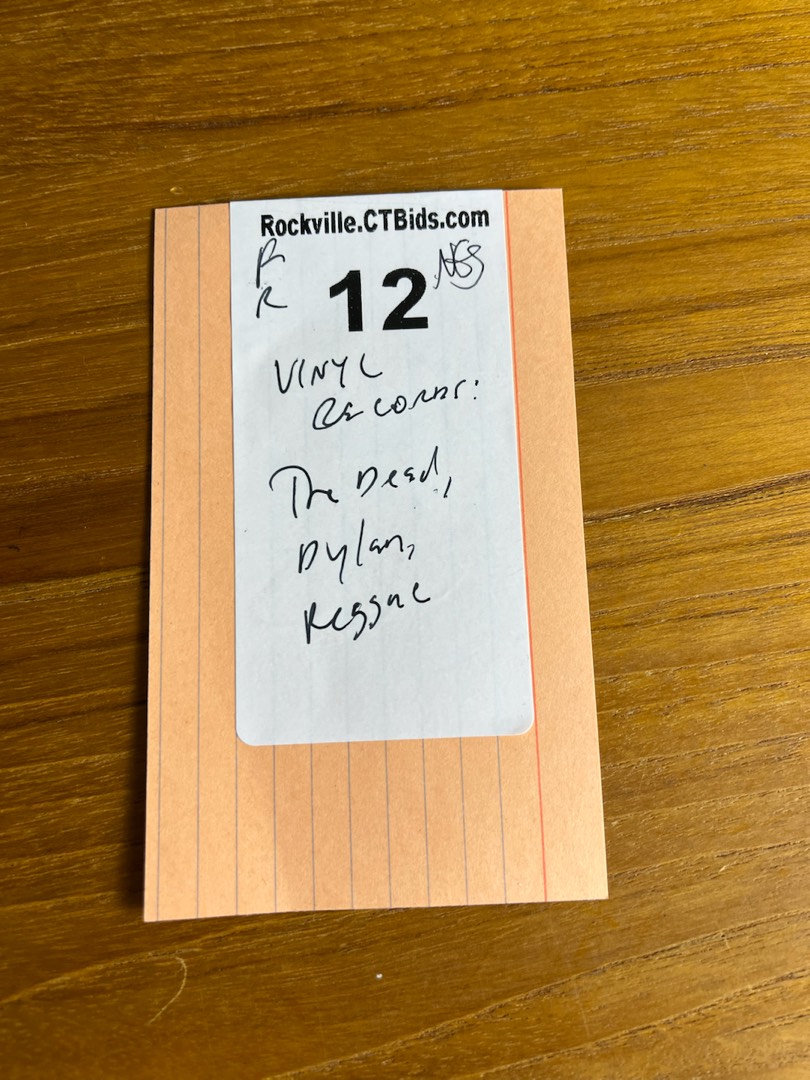 Rockville.CTBids.com
12
VINYL
RECORDS:
The Dead,
Dylan,
Reggae